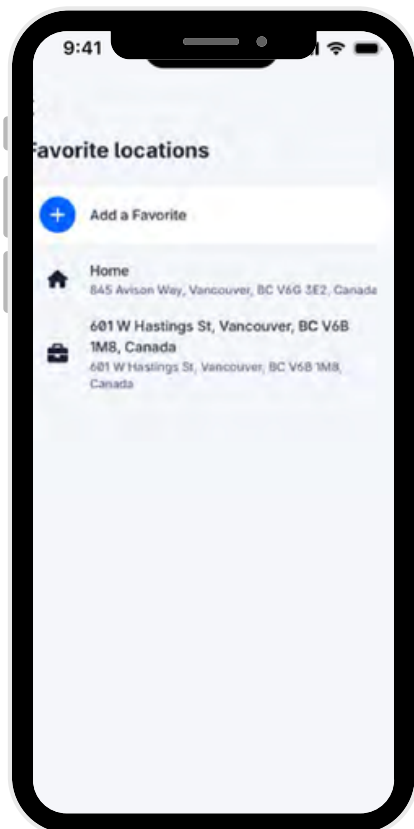 9:41
Favorite locations
Add a Favorite
Home
845 Avison Way, Vancouver, BC V6G 3E2, Canada
601 W Hastings St, Vancouver, BC V6B
1M8, Canada
601 W Hastings St, Vancouver, BC V6B 1M8,
Canada